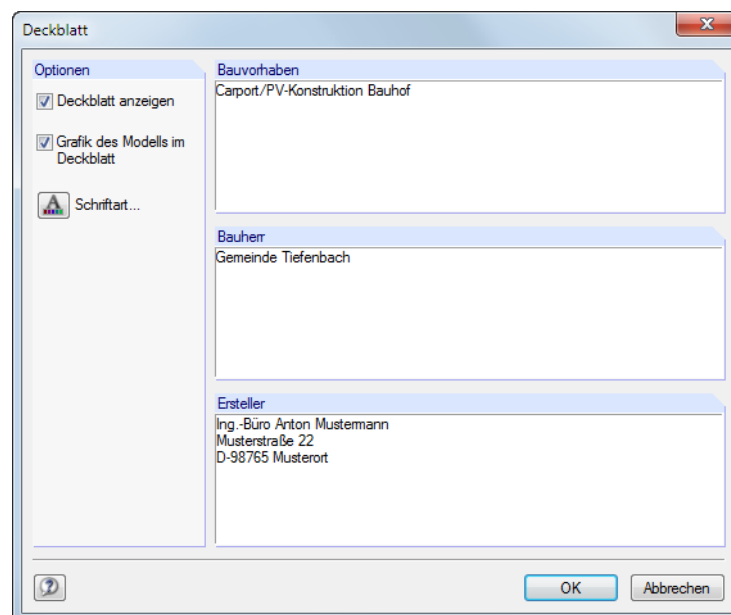 Deckblatt
Optionen
Deckblatt anzeigen
Grafik des Modells im
Deckblatt
Schriftart...
Bauvorhaben
Carport/PV-Konstruktion Bauhof
Bauherr
Gemeinde Tiefenbach
Ersteller
Ing.-Büro Anton Mustermann
Musterstraße 22
D-98765 Musterort
OK
Abbrechen